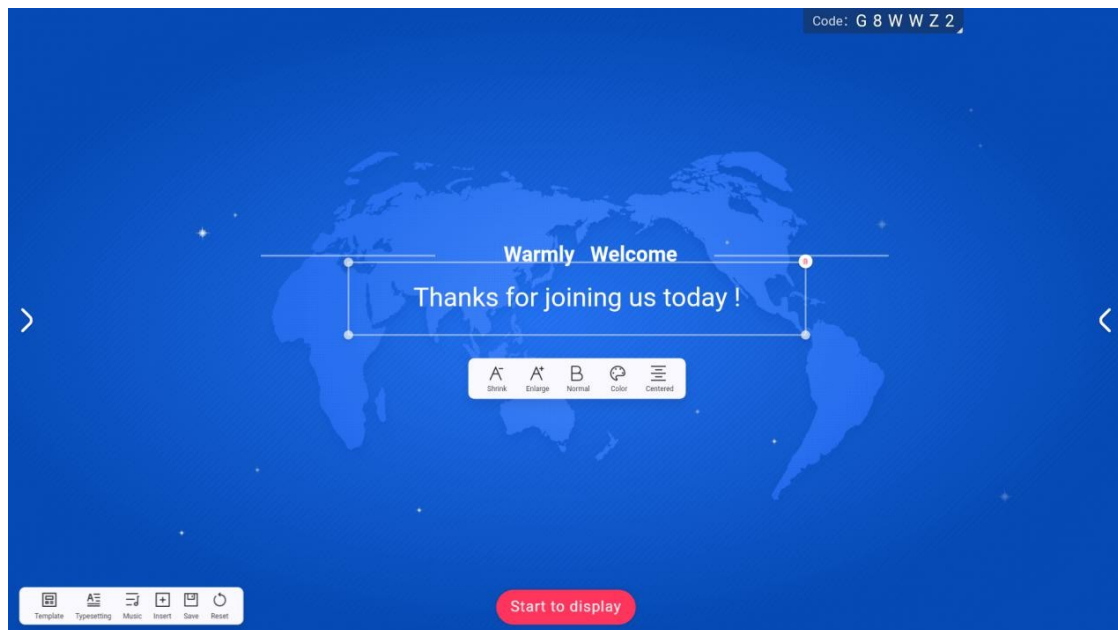 Code: G 8 W W Z 2
Warmly Welcome
Thanks for joining us today !
Shrink Enlarge Normal Color Centered
Template Typesetting Music Insert Save Reset
Start to display